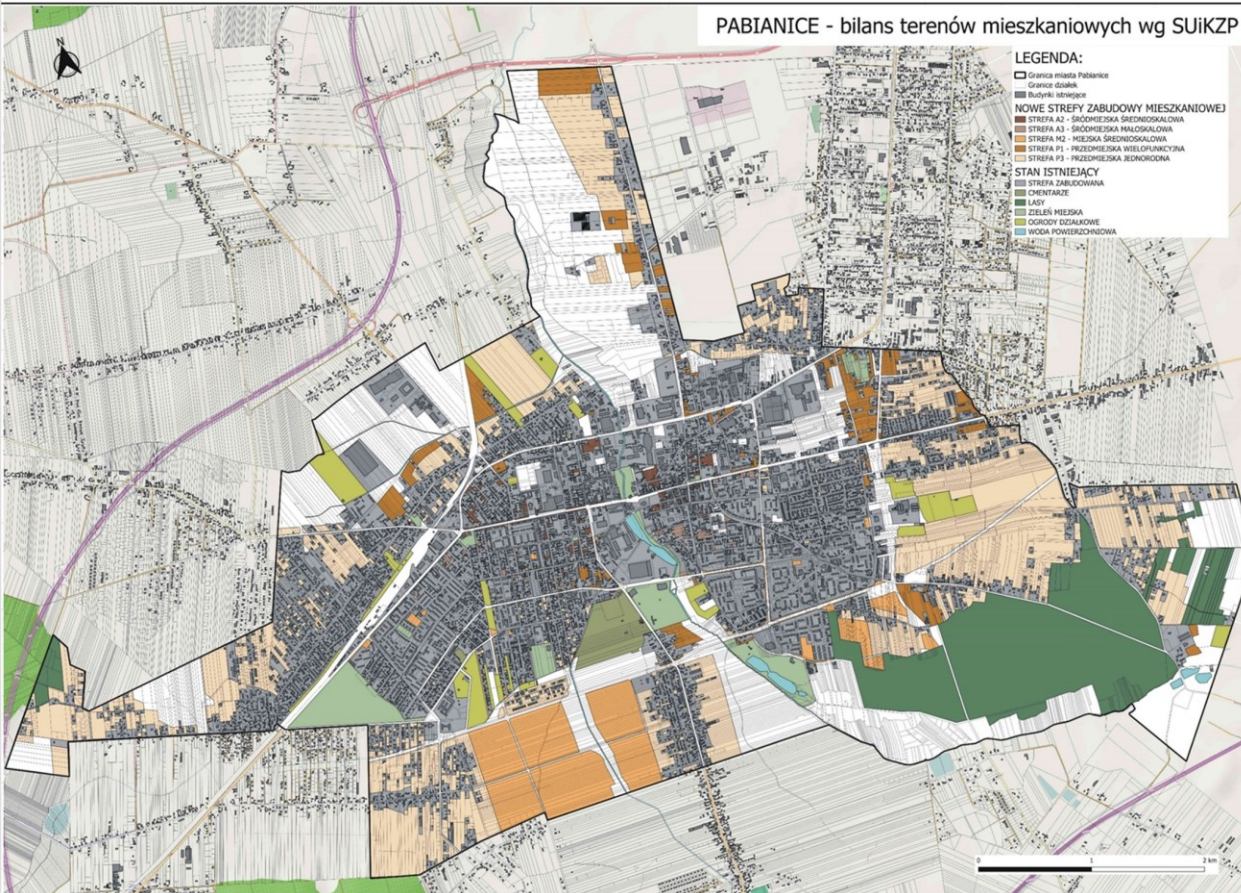 PABIANICE - bilans terenów mieszkaniowych wg SUiKZP
N
LEGENDA:
Granica miasta Pabianice
Granice działek
Budynki istniejące
NOWE STREFY ZABUDOWY MIESZKANIOWEJ
STREFA A2 - ŚRÓDMIEJSKA ŚREDNIOSKALOWA
STREFA A3 - ŚRÓDMIEJSKA MAŁOSKALOWA
STREFA M2 - MIEJSKA ŚREDNIOSKALOWA
STREFA P1 - PRZEDMIEJSKA WIELOFUNKCYJNA
STREFA P3 - PRZEDMIEJSKA JEDNORODNA
STAN ISTNIEJĄCY
STREFA ZABUDOWANA
CMENTARZE
LASY
ZIELEŃ MIEJSKA
OGRODY DZIAŁKOWE
WODA POWIERZCHNIOWA
0 1 2 km